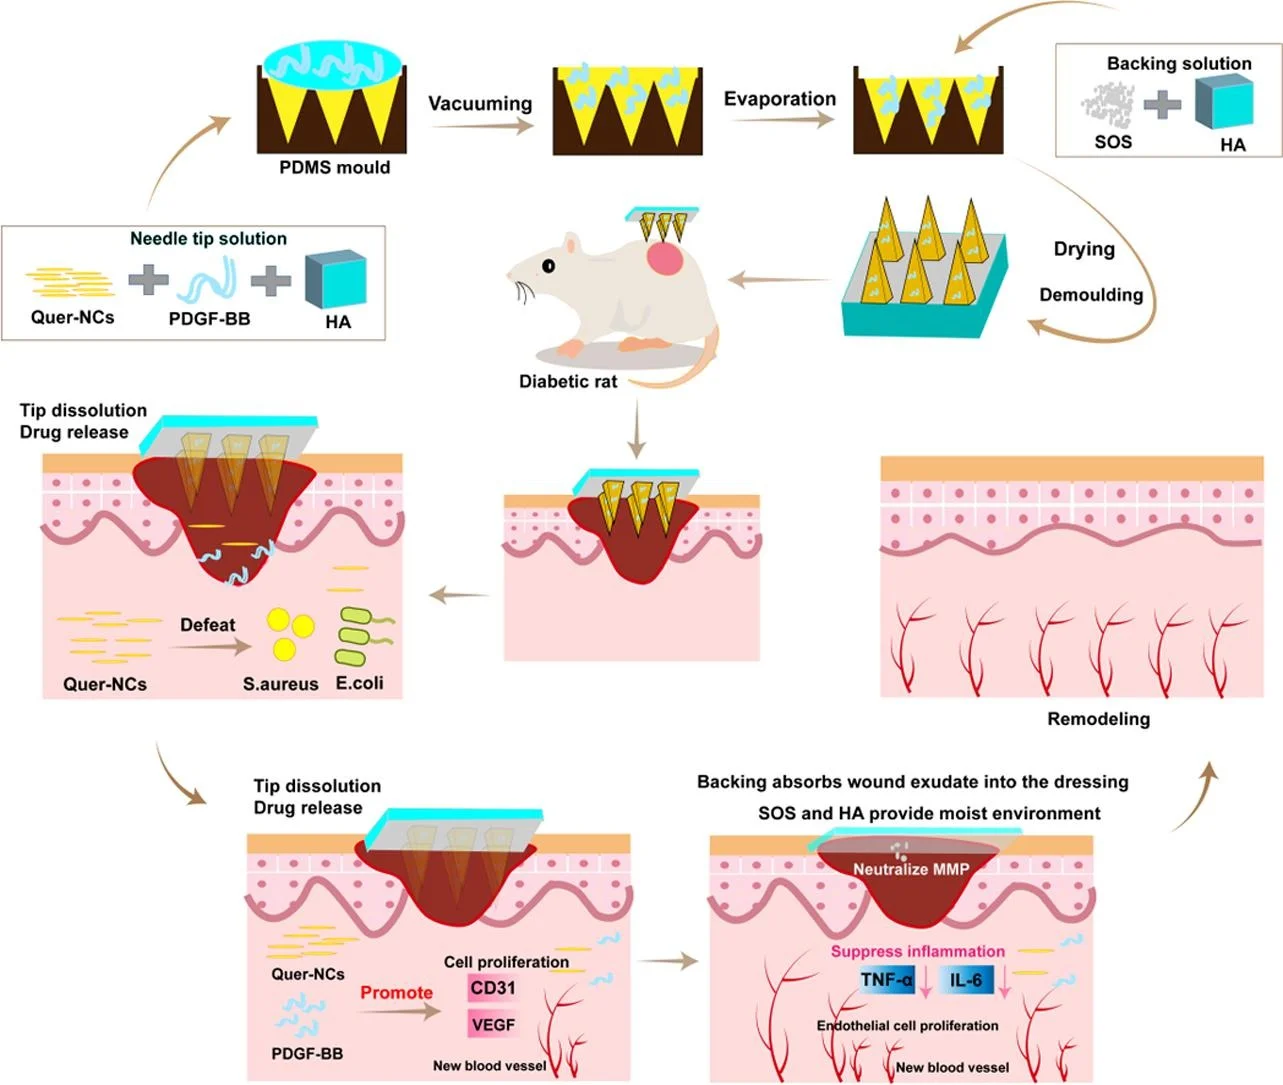 Vacuuming
Evaporation
PDMS mould
Backing solution
SOS
HA
Needle tip solution
Quer-NCs
PDGF-BB
HA
Drying
Demoulding
Diabetic rat
Tip dissolution
Drug release
Defeat
Quer-NCs
S.aureus
E.coli
Remodeling
Tip dissolution
Drug release
Quer-NCs
PDGF-BB
Promote
Cell proliferation
CD31
VEGF
New blood vessel
Backing absorbs wound exudate into the dressing
SOS and HA provide moist environment
Neutralize MMP
Suppress inflammation
TNF-α
IL-6
Endothelial cell proliferation
New blood vessel